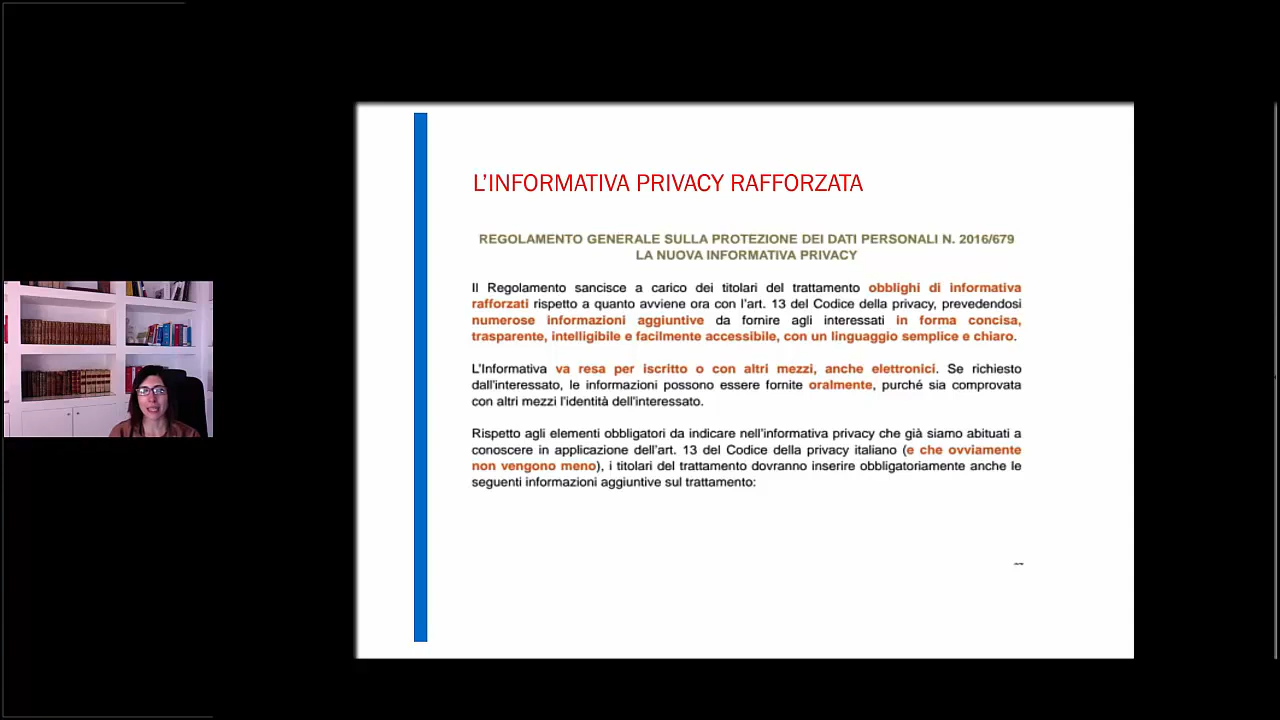 L'INFORMATIVA PRIVACY RAFFORZATA
REGOLAMENTO GENERALE SULLA PROTEZIONE DEI DATI PERSONALI N. 2016/679
LA NUOVA INFORMATIVA PRIVACY
Il Regolamento sancisce a carico dei titolari del trattamento obblighi di informativa
rafforzati rispetto a quanto avviene ora con l'art. 13 del Codice della privacy, prevedendosi
numerose informazioni aggiuntive da fornire agli interessati in forma concisa,
trasparente, intelligibile e facilmente accessibile, con un linguaggio semplice e chiaro.
L'Informativa va resa per iscritto o con altri mezzi, anche elettronici. Se richiesto
dall'interessato, le informazioni possono essere fornite oralmente, purché sia comprovata
con altri mezzi l'identità dell'interessato.
Rispetto agli elementi obbligatori da indicare nell'informativa privacy che già siamo abituati a
conoscere in applicazione dell'art. 13 del Codice della privacy italiano (e che ovviamente
non vengono meno), i titolari del trattamento dovranno inserire obbligatoriamente anche le
seguenti informazioni aggiuntive sul trattamento: